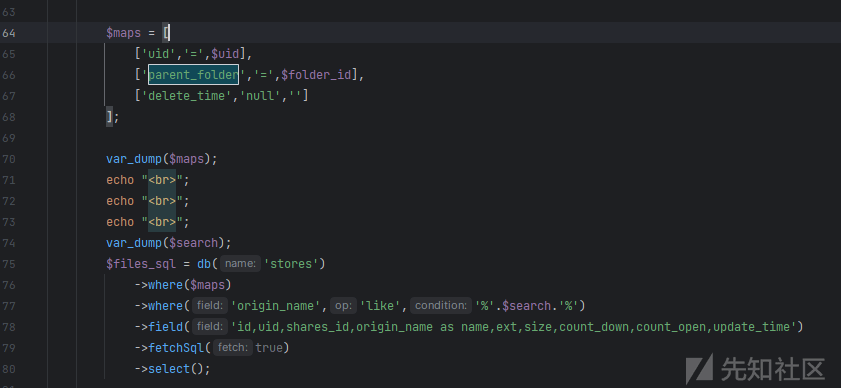 63
64 $maps = [
65 ['uid','=',$uid],
66 ['parent_folder','=',$folder_id],
67 ['delete_time','null','']
68 ];
69
70 var_dump($maps);
71 echo "<br>";
72 echo "<br>";
73 echo "<br>";
74 var_dump($search);
75 $files_sql = db( name: 'stores')
76 ->where($maps)
77 ->where( field: 'origin_name', op: 'like', condition: '%'.$search.'%')
78 ->field( field: 'id,uid,shares_id,origin_name as name,ext,size,count_down,count_open,update_time')
79 ->fetchSql( fetch: true)
80 ->select();
先知社区